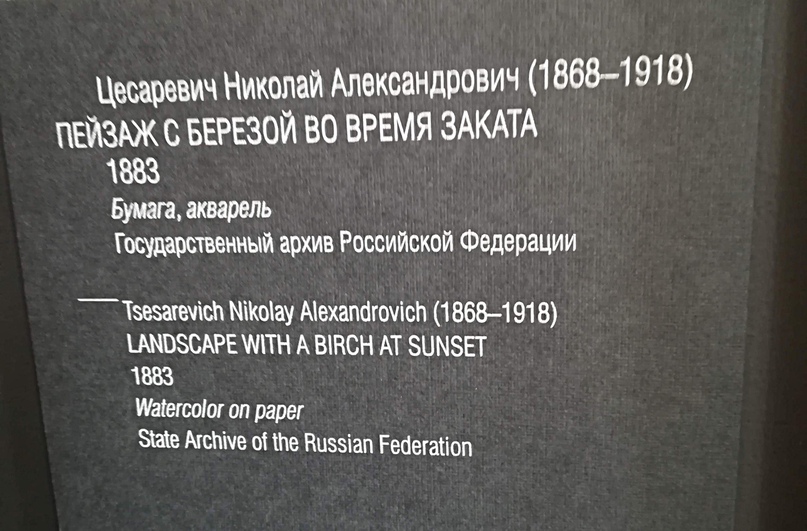 Цесаревич Николай Александрович (1868–1918)
ПЕЙЗАЖ С БЕРЕЗОЙ ВО ВРЕМЯ ЗАКАТА
1883
Бумага, акварель
Государственный архив Российской Федерации
Tsesarevich Nikolay Alexandrovich (1868–1918)
LANDSCAPE WITH A BIRCH AT SUNSET
1883
Watercolor on paper
State Archive of the Russian Federation